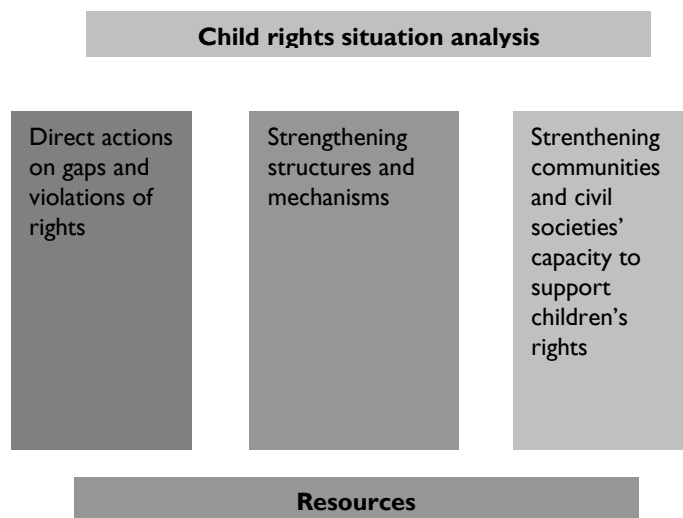 Child rights situation analysis
Direct actions
on gaps and
violations of
rights
Strengthening
structures and
mechanisms
Strenthening
communities
and civil
societies’
capacity to
support
children’s
rights
Resources